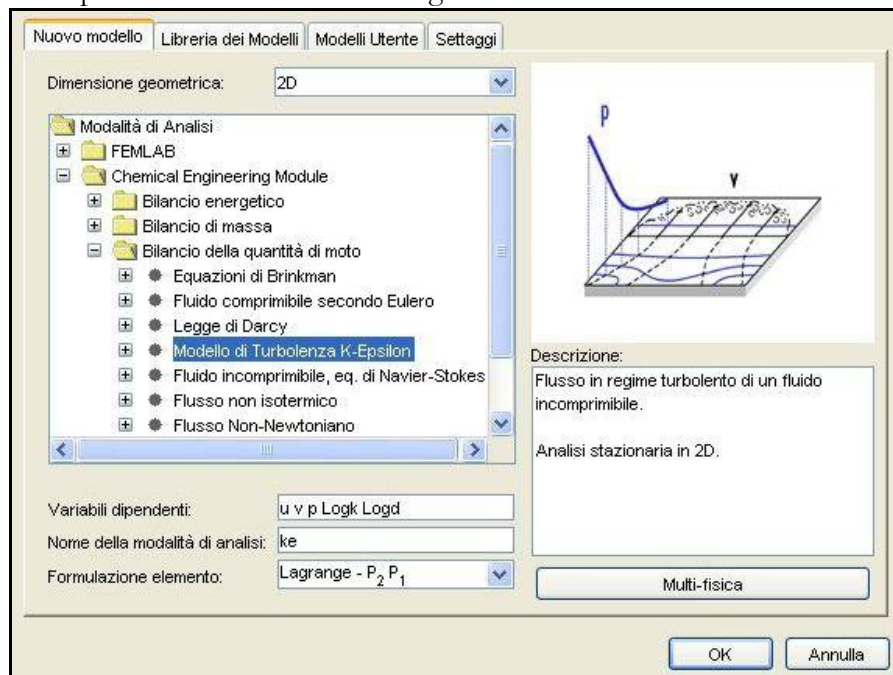 Nuovo modello Libreria dei Modelli Modelli Utente Settaggi
Dimensione geometrica: 2D
Modalità di Analisi
FEMLAB
Chemical Engineering Module
Bilancio energetico
Bilancio di massa
Bilancio della quantità di moto
Equazioni di Brinkman
Fluido comprimibile secondo Eulero
Legge di Darcy
Modello di Turbolenza K-Epsilon
Fluido incomprimibile, eq. di Navier-Stokes
Flusso non isotermico
Flusso Non-Newtoniano
p
v
Descrizione:
Flusso in regime turbolento di un fluido
incomprimibile.
Analisi stazionaria in 2D.
Variabili dipendenti: u v p Logk Logd
Nome della modalità di analisi: ke
Formulazione elemento: Lagrange - P2 P1
Multi-fisica
OK Annulla